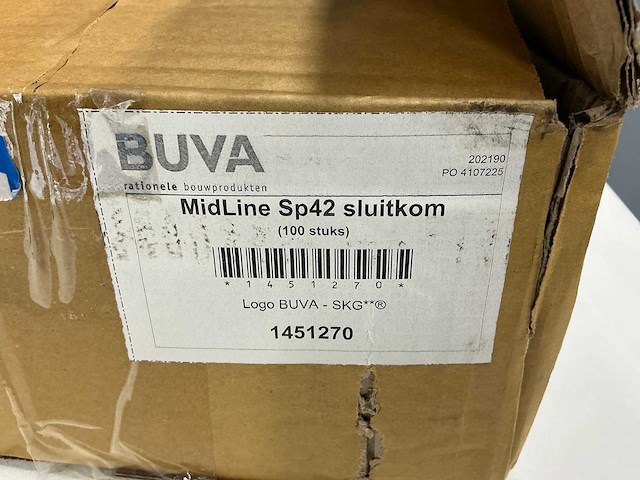 BUVA
rationele bouwprodukten
202190
PO 4107225
MidLine Sp42 sluitkom
(100 stuks)
*1451270*
Logo BUVA - SKG**®
1451270